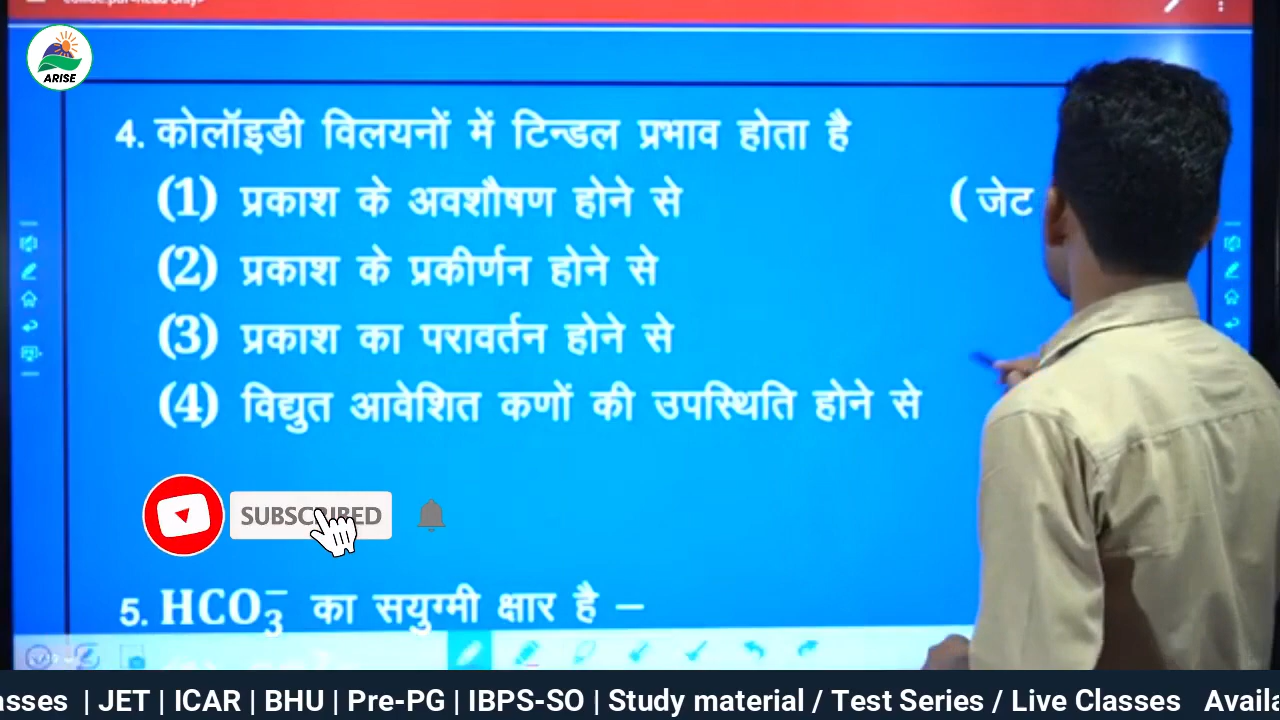 ARISE
4. कोलॉइडी विलयनों में टिन्डल प्रभाव होता है
(1) प्रकाश के अवशौषण होने से ( जेट
(2) प्रकाश के प्रकीर्णन होने से
(3) प्रकाश का परावर्तन होने से
(4) विद्युत आवेशित कणों की उपस्थिति होने से
SUBSCRIBED
5. HCO₃⁻ का सयुग्मी क्षार है –
asses | JET | ICAR | BHU | Pre-PG | IBPS-SO | Study material / Test Series / Live Classes Availa